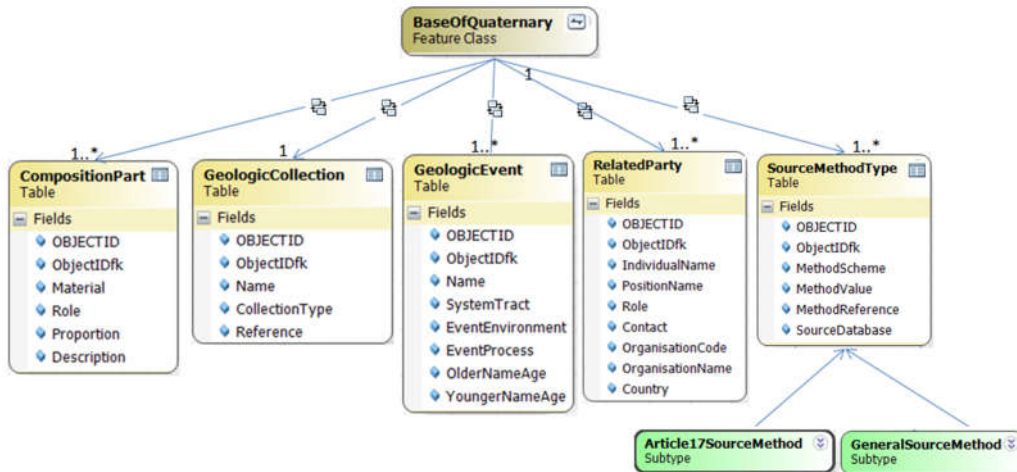 BaseOfQuaternary
Feature Class
1
1..*
1
1..*
1..*
1..*
CompositionPart
Table
Fields
OBJECTID
ObjectIDfk
Material
Role
Proportion
Description
GeologicCollection
Table
Fields
OBJECTID
ObjectIDfk
Name
CollectionType
Reference
GeologicEvent
Table
Fields
OBJECTID
ObjectIDfk
Name
SystemTract
EventEnvironment
EventProcess
OlderNameAge
YoungerNameAge
RelatedParty
Table
Fields
OBJECTID
ObjectIDfk
IndividualName
PositionName
Role
Contact
OrganisationCode
OrganisationName
Country
SourceMethodType
Table
Fields
OBJECTID
ObjectIDfk
MethodScheme
MethodValue
MethodReference
SourceDatabase
Article17SourceMethod
Subtype
GeneralSourceMethod
Subtype